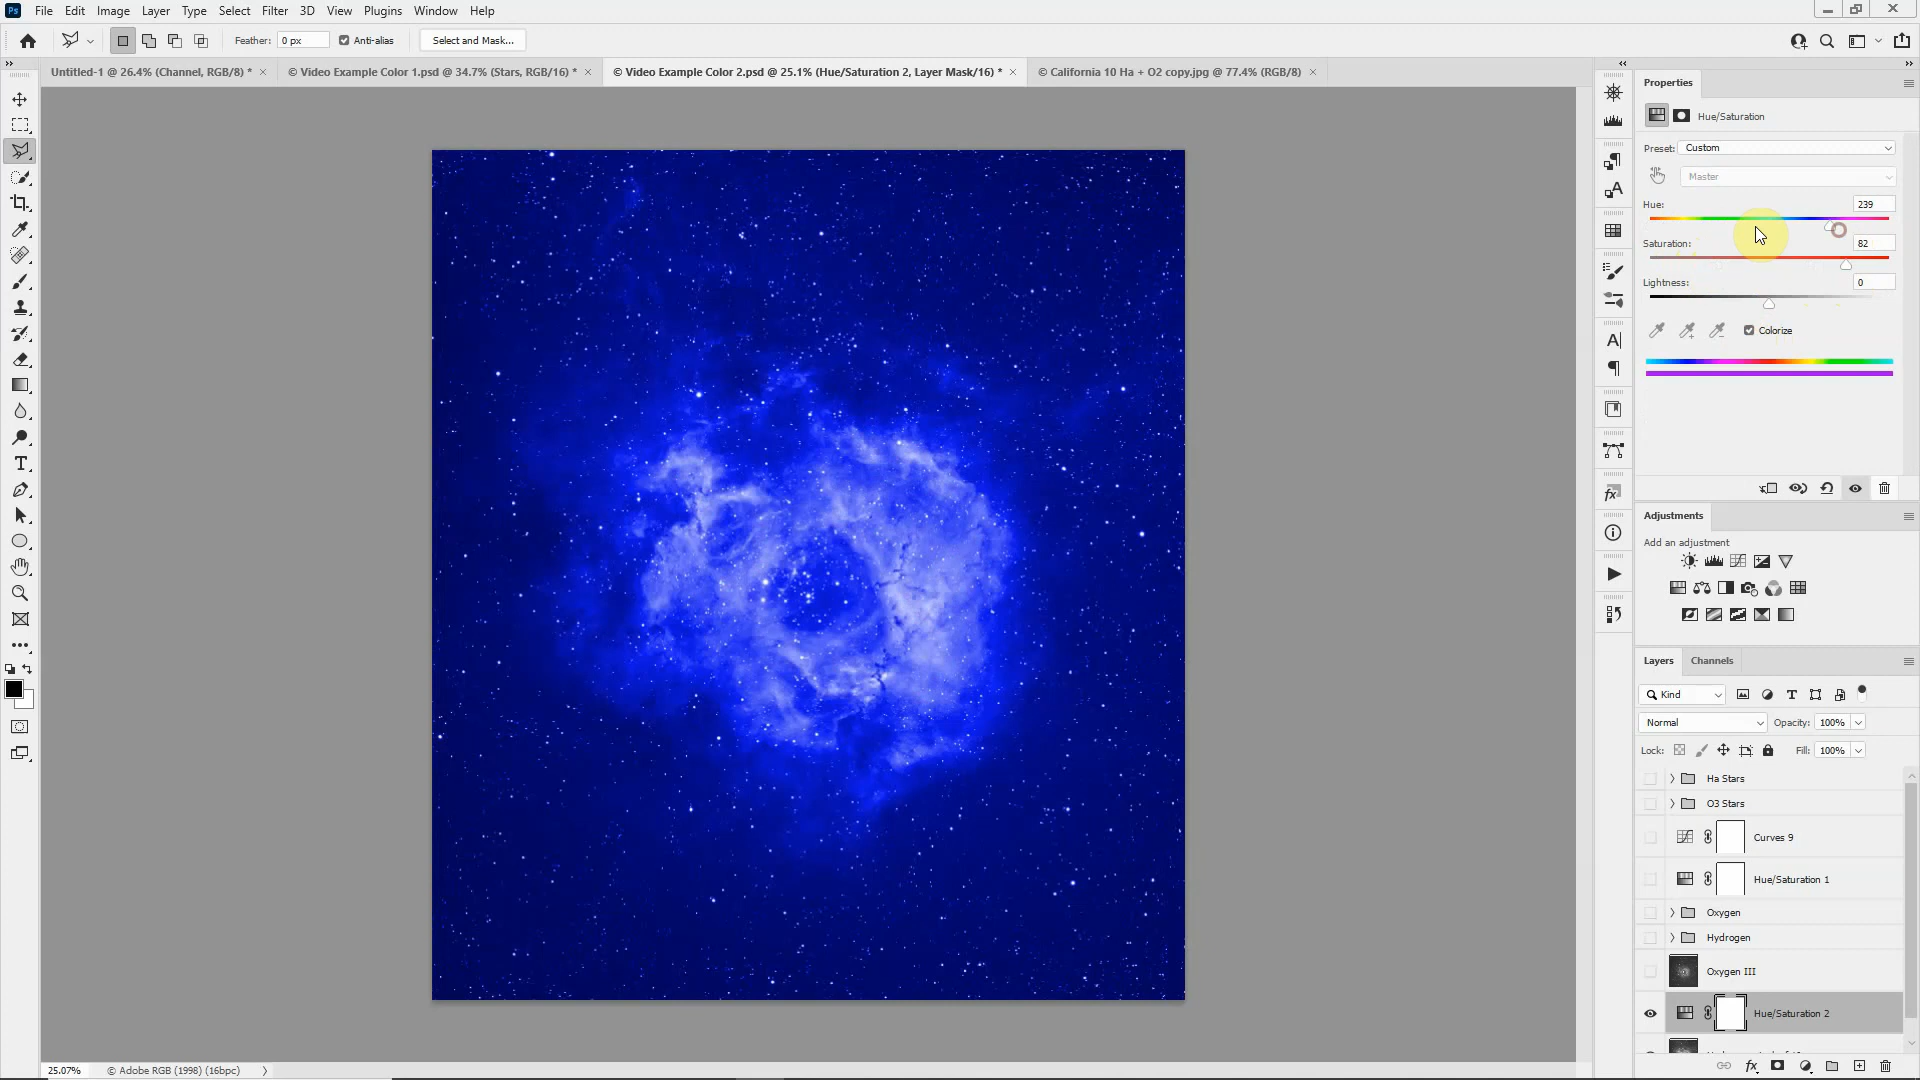 Ps File Edit Image Layer Type Select Filter 3D View Plugins Window Help
Feather: 0 px Anti-alias Select and Mask...
Untitled-1 @ 26.4% (Channel, RGB/8) * × © Video Example Color 1.psd @ 34.7% (Stars, RGB/16) * × © Video Example Color 2.psd @ 25.1% (Hue/Saturation 2, Layer Mask/16) * × © California 10 Ha + O2 copy.jpg @ 77.4% (RGB/8) ×
Properties
Hue/Saturation
Preset: Custom
Master
Hue: 239
Saturation: 82
Lightness: 0
Colorize
Adjustments
Add an adjustment
Layers Channels
Kind
Normal Opacity: 100%
Lock: Fill: 100%
Ha Stars
O3 Stars
Curves 9
Hue/Saturation 1
Oxygen
Hydrogen
Oxygen III
Hue/Saturation 2
25.07% © Adobe RGB (1998) (16bpc)